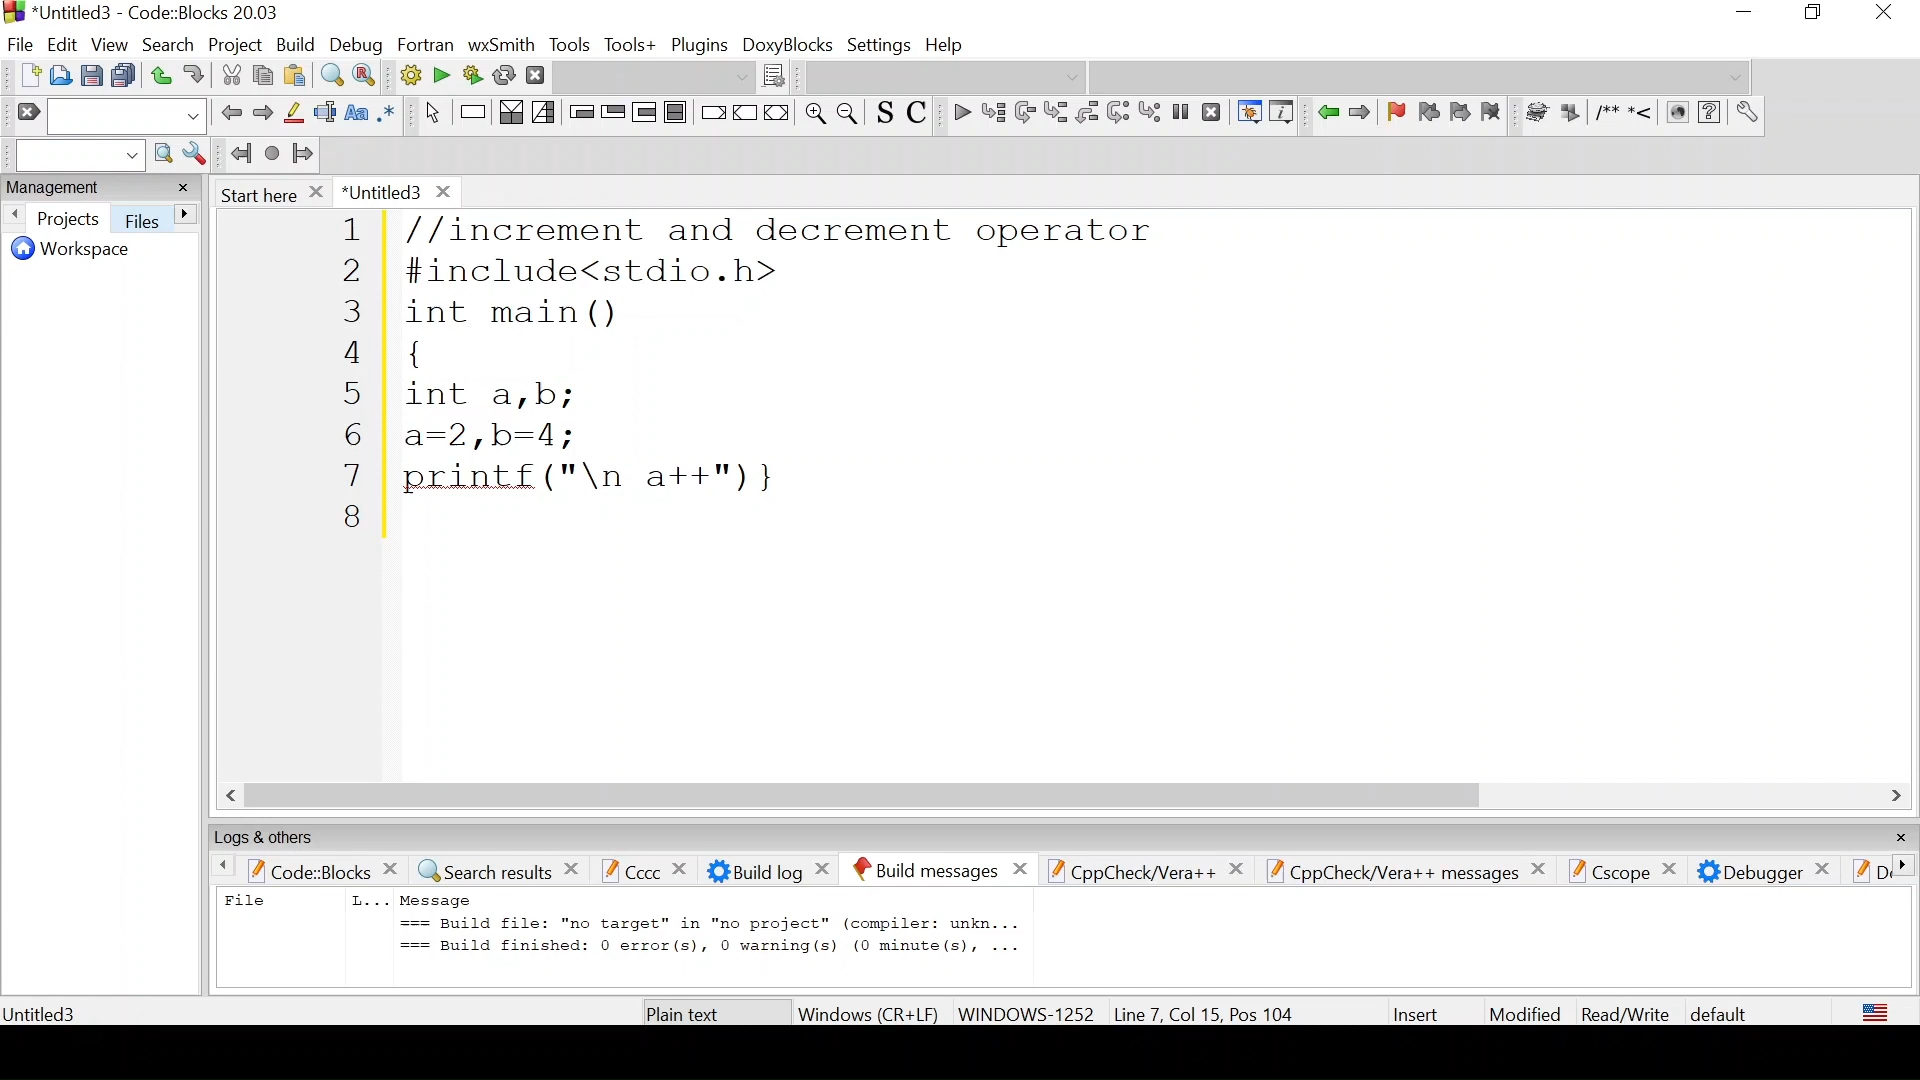 *Untitled3 - Code::Blocks 20.03
File Edit View Search Project Build Debug Fortran wxSmith Tools Tools+ Plugins DoxyBlocks Settings Help
Aa .* S C /** *<
Management
Projects Files
Workspace
Start here *Untitled3
1 //increment and decrement operator
2 #include<stdio.h>
3 int main()
4 {
5 int a,b;
6 a=2,b=4;
7 printf("\n a++")}
8
Logs & others
Code::Blocks Search results Cccc Build log Build messages CppCheck/Vera++ CppCheck/Vera++ messages Cscope Debugger
File L... Message
=== Build file: "no target" in "no project" (compiler: unkn...
=== Build finished: 0 error(s), 0 warning(s) (0 minute(s), ...
Untitled3 Plain text Windows (CR+LF) WINDOWS-1252 Line 7, Col 15, Pos 104 Insert Modified Read/Write default